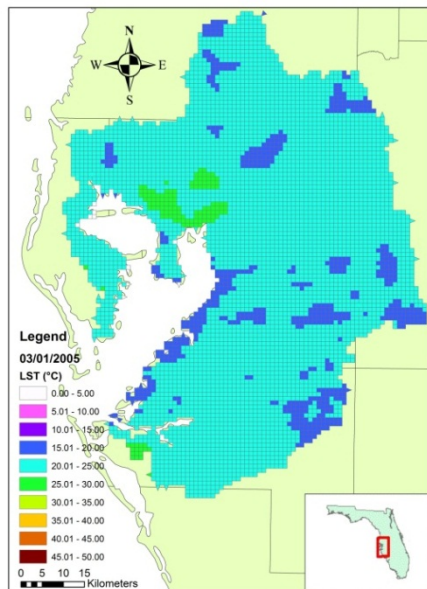 N
W E
S
Legend
03/01/2005
LST (°C)
0.00 - 5.00
5.01 - 10.00
10.01 - 15.00
15.01 - 20.00
20.01 - 25.00
25.01 - 30.00
30.01 - 35.00
35.01 - 40.00
40.01 - 45.00
45.01 - 50.00
Kilometers
0 5 10 15